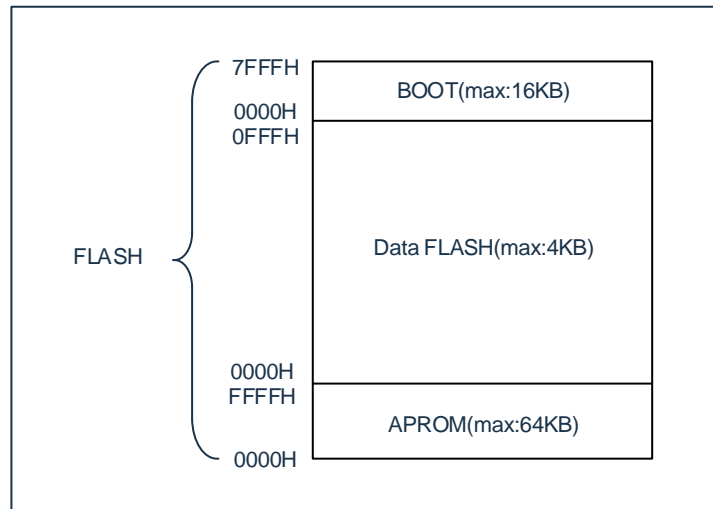 7FFFH
BOOT(max:16KB)
0000H
0FFFH
FLASH
Data FLASH(max:4KB)
0000H
FFFFH
APROM(max:64KB)
0000H